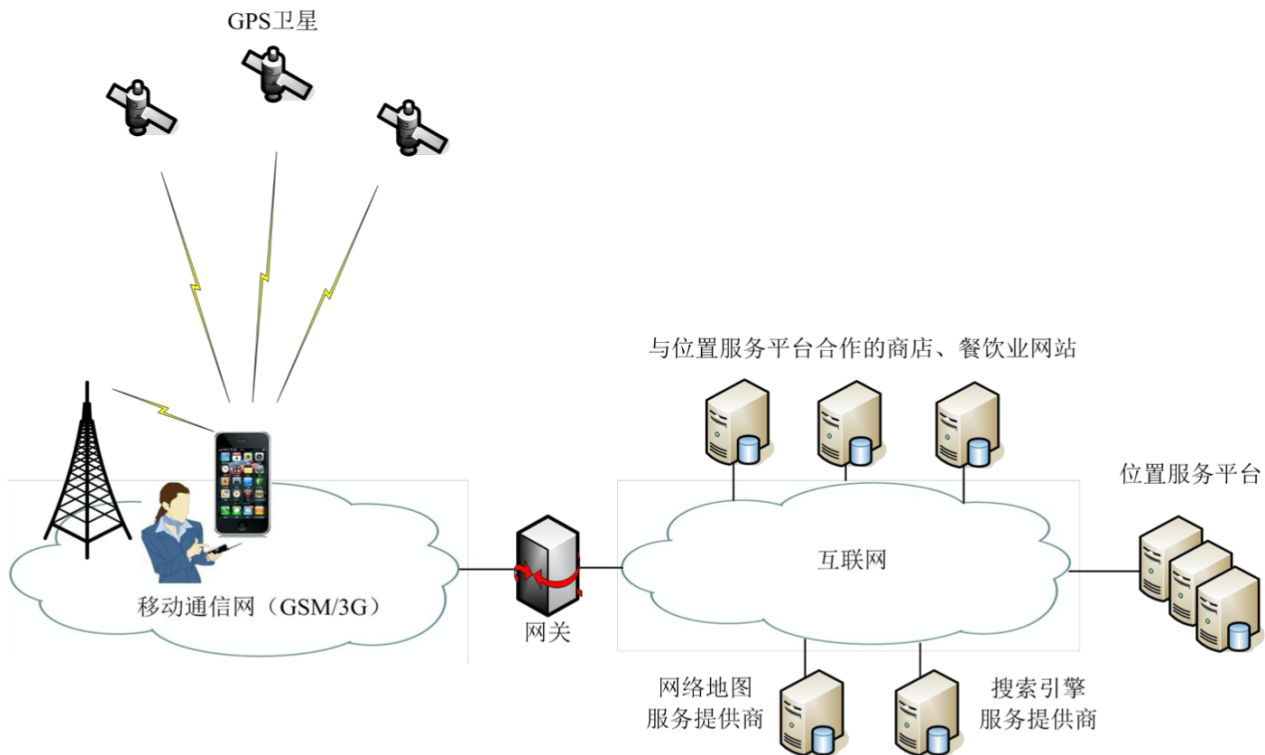 GPS卫星
与位置服务平台合作的商店、餐饮业网站
位置服务平台
互联网
移动通信网（GSM/3G）
网关
网络地图
服务提供商
搜索引擎
服务提供商